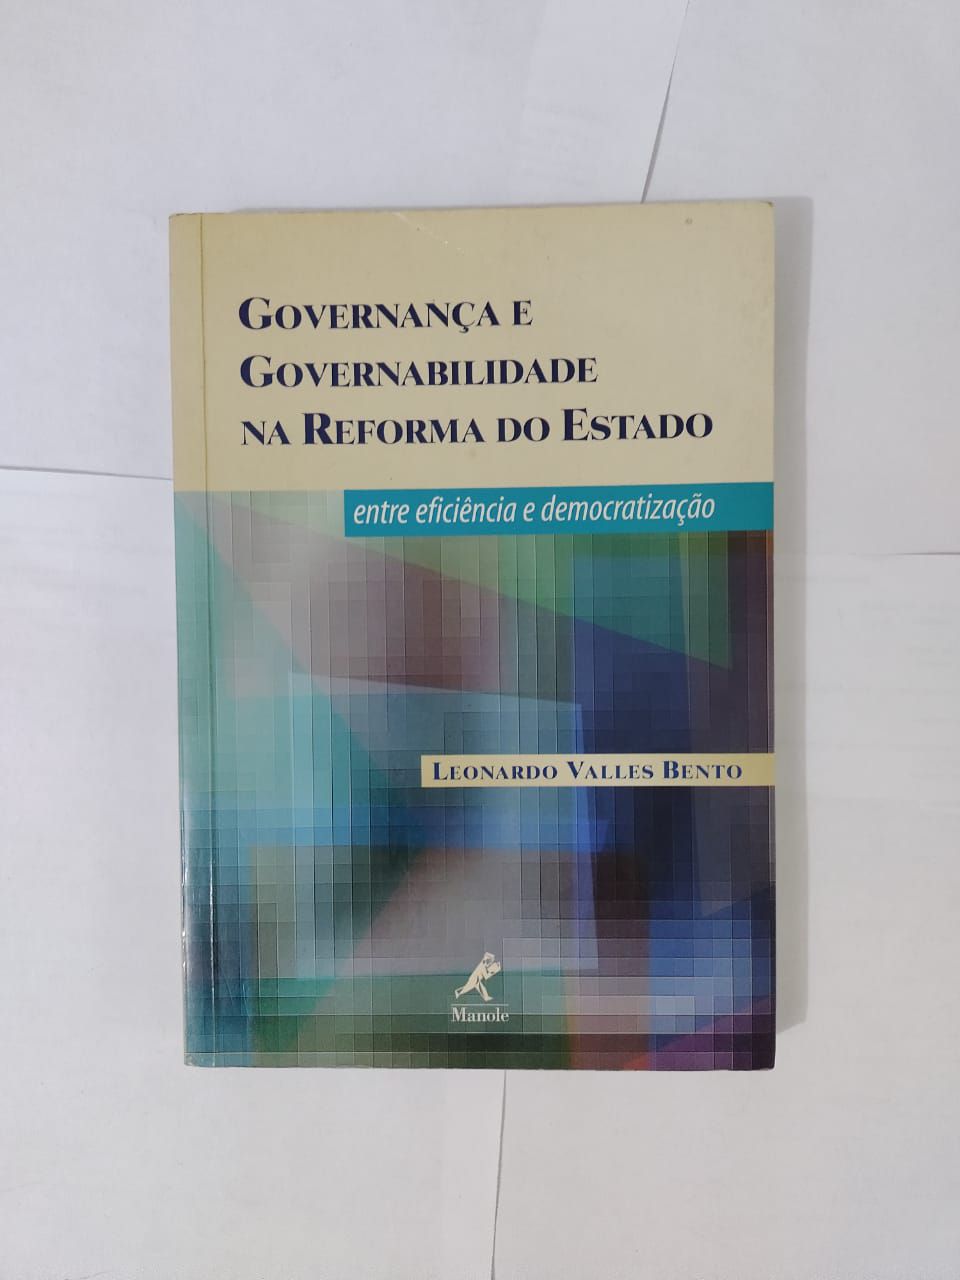 GOVERNANÇA E
GOVERNABILIDADE
NA REFORMA DO ESTADO
entre eficiência e democratização
LEONARDO VALLES BENTO
Manole